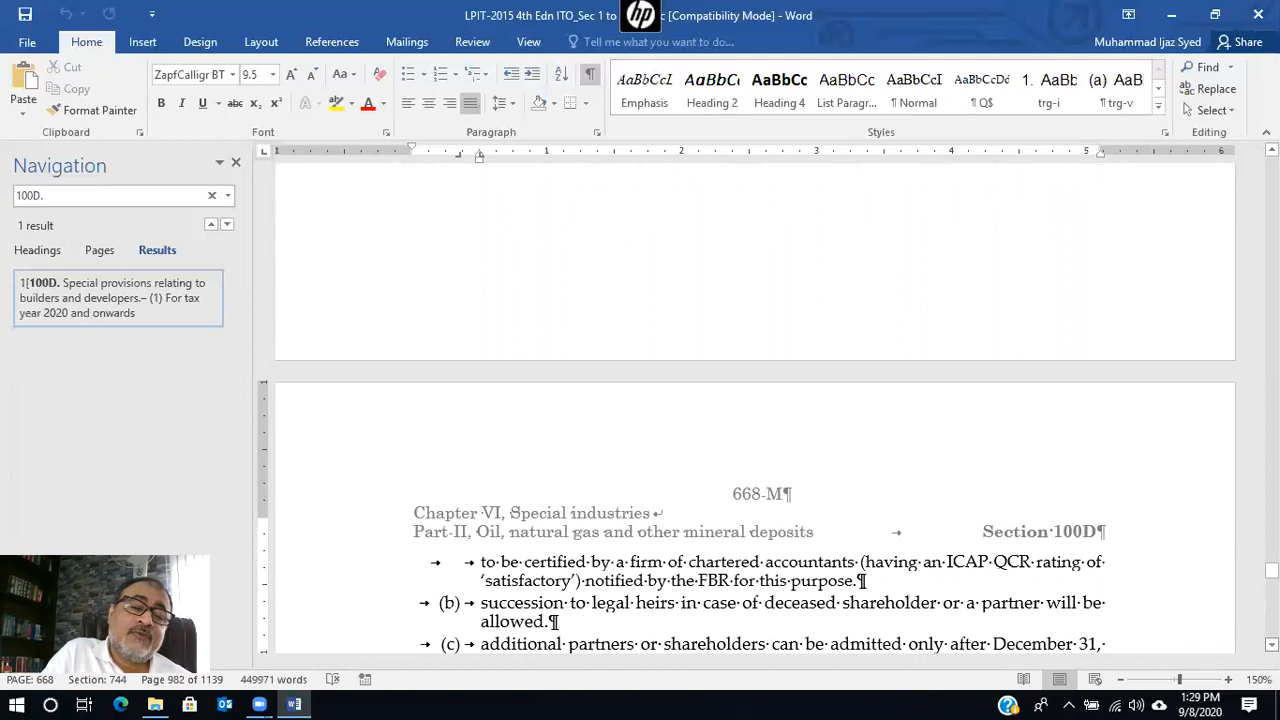 LPIT-2015 4th Edn ITO_Sec 1 to
hp
c [Compatibility Mode] - Word
File Home Insert Design Layout References Mailings Review View Tell me what you want to do... Muhammad Ijaz Syed Share
Paste
Cut
Copy
Format Painter
ZapfCalligr BT 9.5
AaBbCcL Emphasis
AaBbCc Heading 2
AaBbCc Heading ...
AaBbCc List Paragr...
AaBbCcI ¶ Normal
AaBbCcDd ¶ Q$
1. AaBb trg-i
(a) AaB ¶ trg-v
Find
Replace
Select
Clipboard Font Paragraph Styles Editing
Navigation
100D.
1 result
Headings Pages Results
1[100D. Special provisions relating to
builders and developers.– (1) For tax
year 2020 and onwards
1 1 2 3 4 5 6
668-M¶
Chapter VI, Special industries
Part-II, Oil, natural gas and other mineral deposits → Section 100D¶
to be certified by a firm of chartered accountants (having an ICAP QCR rating of
‘satisfactory’) notified by the FBR for this purpose.¶
(b) succession to legal heirs in case of deceased shareholder or a partner will be
allowed.¶
(c) additional partners or shareholders can be admitted only after December 31,
PAGE: 668 Section: 744 Page 982 of 1139 449971 words 150%
1:29 PM
9/8/2020